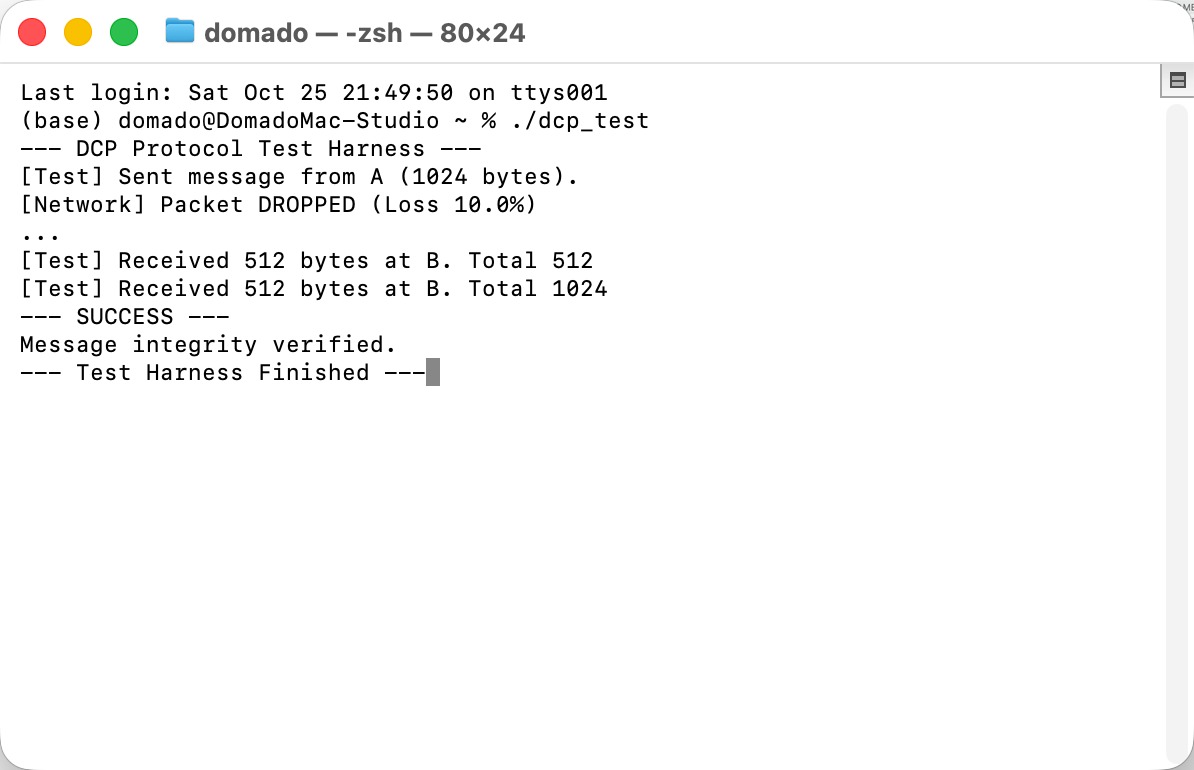 domado — -zsh — 80×24
Last login: Sat Oct 25 21:49:50 on ttys001
(base) domado@DomadoMac-Studio ~ % ./dcp_test
--- DCP Protocol Test Harness ---
[Test] Sent message from A (1024 bytes).
[Network] Packet DROPPED (Loss 10.0%)
...
[Test] Received 512 bytes at B. Total 512
[Test] Received 512 bytes at B. Total 1024
--- SUCCESS ---
Message integrity verified.
--- Test Harness Finished ---